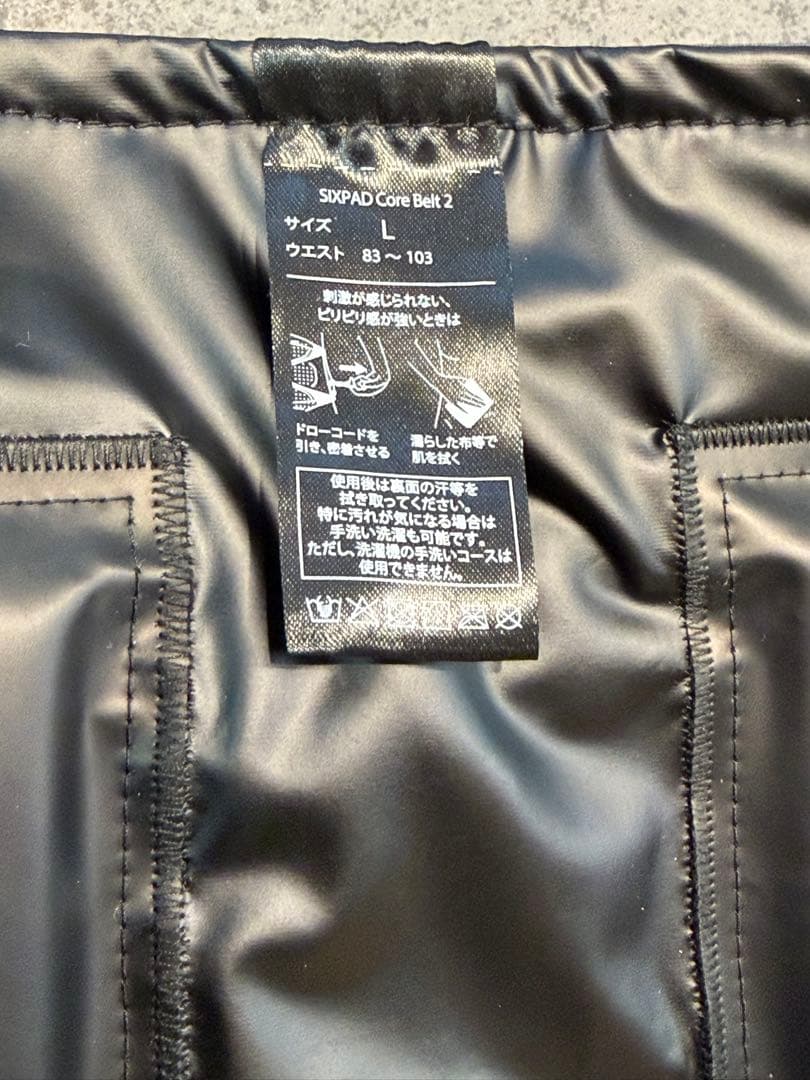 SIXPAD Core Belt 2
サイズ L
ウエスト 83～103
刺激が感じられない、
ピリピリ感が強いときは
ドローコードを
引き、密着させる
濡らした布等で
肌を拭く
使用後は裏面の汗等を
拭き取ってください。
特に汚れが気になる場合は
手洗い洗濯も可能です。
ただし、洗濯機の手洗いコースは
使用できません。